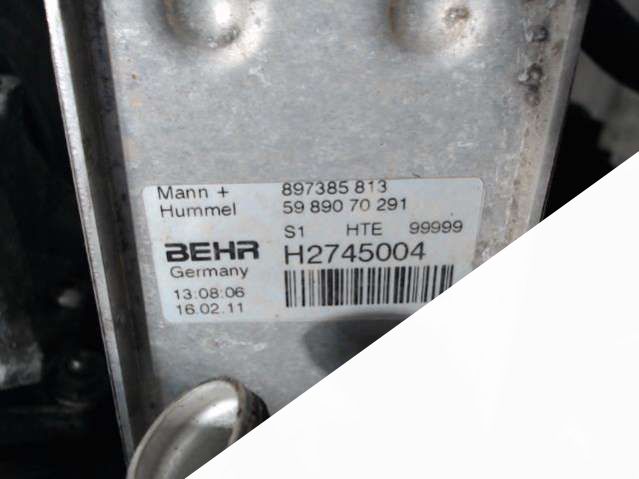 Mann + 897385 813
Hummel 59 890 70 291
S1 HTE 99999
BEHR H2745004
Germany
13:08:06
16.02.11